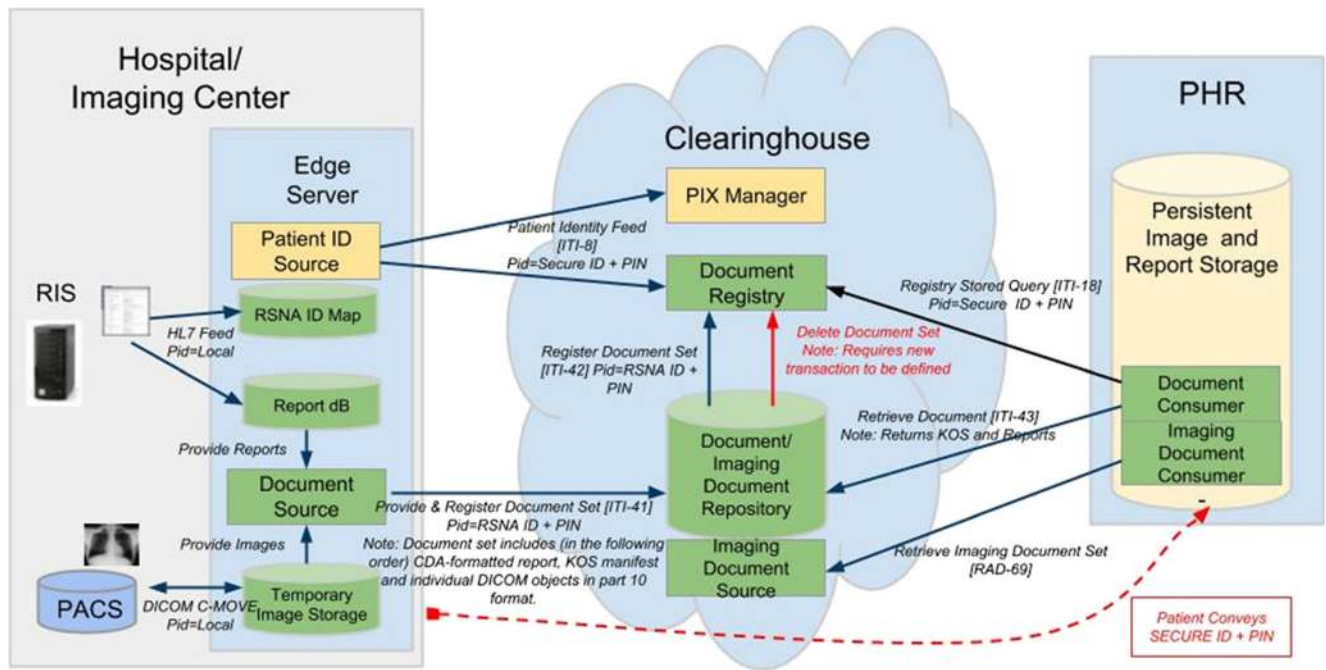 Hospital/
Imaging Center
Edge
Server
Patient ID
Source
RIS
RSNA ID Map
HL7 Feed
Pid=Local
Report dB
Provide Reports
Document
Source
Provide Images
PACS
DICOM C-MOVE
Pid=Local
Temporary
Image Storage
Clearinghouse
PIX Manager
Patient Identity Feed
[ITI-8]
Pid=Secure ID + PIN
Document
Registry
Register Document Set
[ITI-42] Pid=RSNA ID +
PIN
Delete Document Set
Note: Requires new
transaction to be defined
Document/
Imaging
Document
Repository
Provide & Register Document Set [ITI-41]
Pid=RSNA ID + PIN
Note: Document set includes (in the following
order) CDA-formatted report, KOS manifest
and individual DICOM objects in part 10
format.
Imaging
Document
Source
PHR
Persistent
Image and
Report Storage
Registry Stored Query [ITI-18]
Pid=Secure ID + PIN
Document
Consumer
Imaging
Document
Consumer
Retrieve Document [ITI-43]
Note: Returns KOS and Reports
Retrieve Imaging Document Set
[RAD-69]
Patient Conveys
SECURE ID + PIN